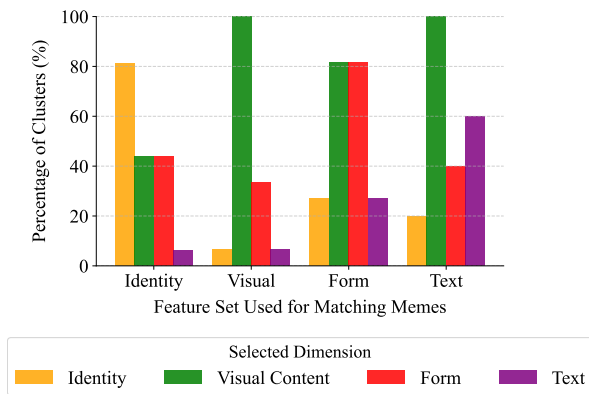 Percentage of Clusters (%)
100
80
60
40
20
0
Identity Visual Form Text
Feature Set Used for Matching Memes
Selected Dimension
Identity Visual Content Form Text